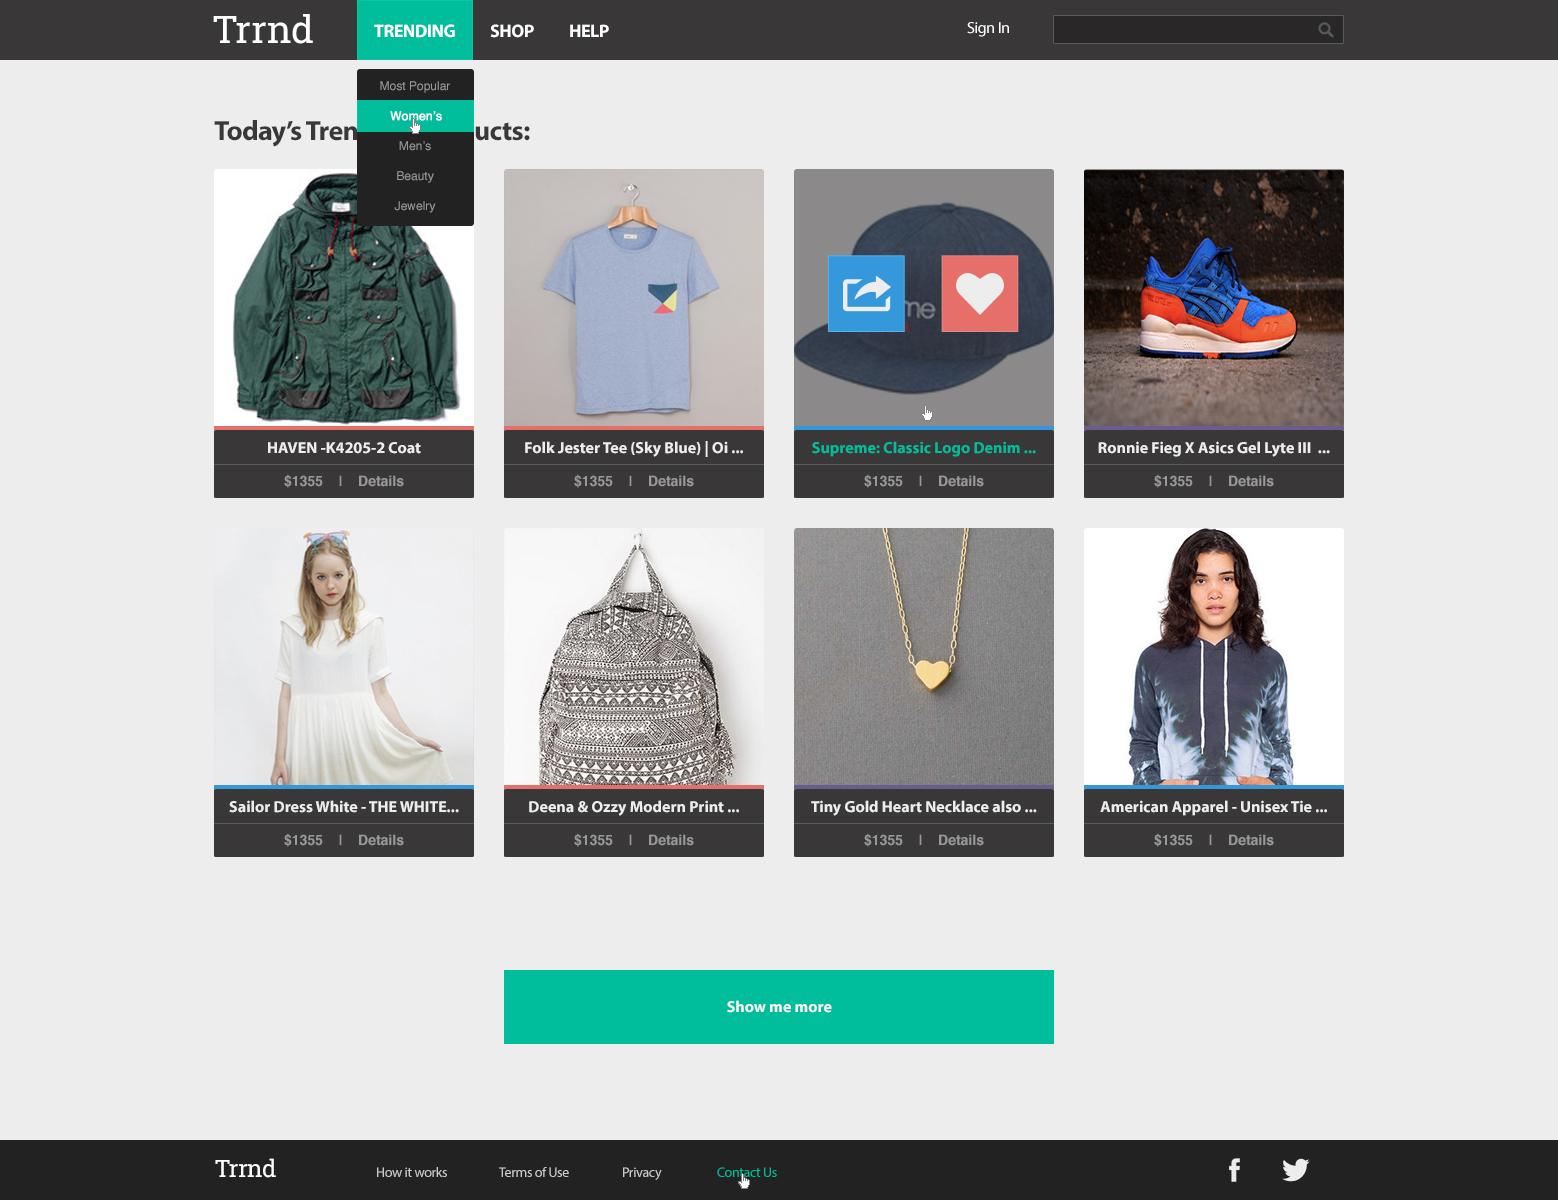 Trrnd
TRENDING
SHOP
HELP
Sign In
Most Popular
Women's
Men's
Beauty
Jewelry
Today's Tren ucts:
me
HAVEN -K4205-2 Coat
$1355 | Details
Folk Jester Tee (Sky Blue) | Oi ...
$1355 | Details
Supreme: Classic Logo Denim ...
$1355 | Details
Ronnie Fieg X Asics Gel Lyte III ...
$1355 | Details
Sailor Dress White - THE WHITE...
$1355 | Details
Deena & Ozzy Modern Print ...
$1355 | Details
Tiny Gold Heart Necklace also ...
$1355 | Details
American Apparel - Unisex Tie ...
$1355 | Details
Show me more
Trrnd
How it works
Terms of Use
Privacy
Contact Us